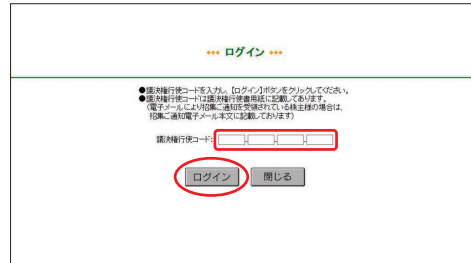 *** ログイン ***
●議決権行使コードを入力し、【ログイン】ボタンをクリックしてください。
●議決権行使コードは議決権行使書用紙に記載してあります。
(電子メールにより招集ご通知を受領されている株主様の場合は、
招集ご通知電子メール本文に記載しております)
議決権行使コード: - - -
ログイン 閉じる